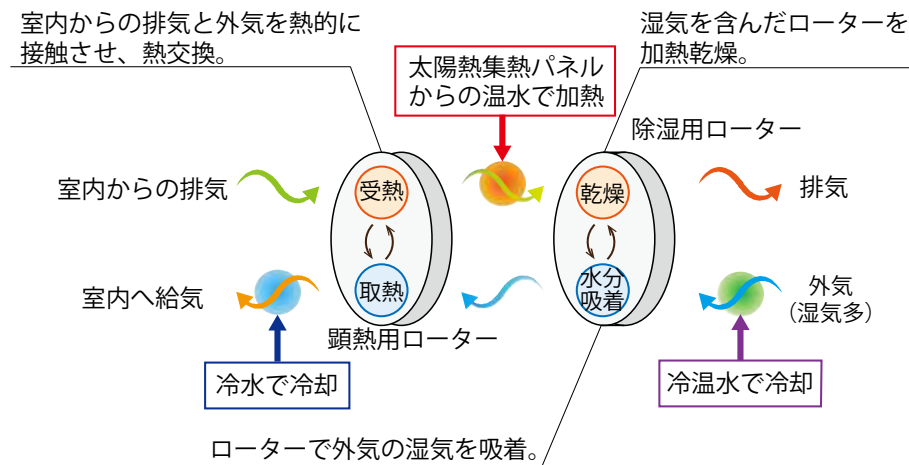 室内からの排気と外気を熱的に
接触させ、熱交換。
湿気を含んだローターを
加熱乾燥。
太陽熱集熱パネル
からの温水で加熱
除湿用ローター
室内からの排気
受熱
乾燥
排気
室内へ給気
取熱
水分
吸着
外気
(湿気多)
顕熱用ローター
冷水で冷却
冷温水で冷却
ローターで外気の湿気を吸着。